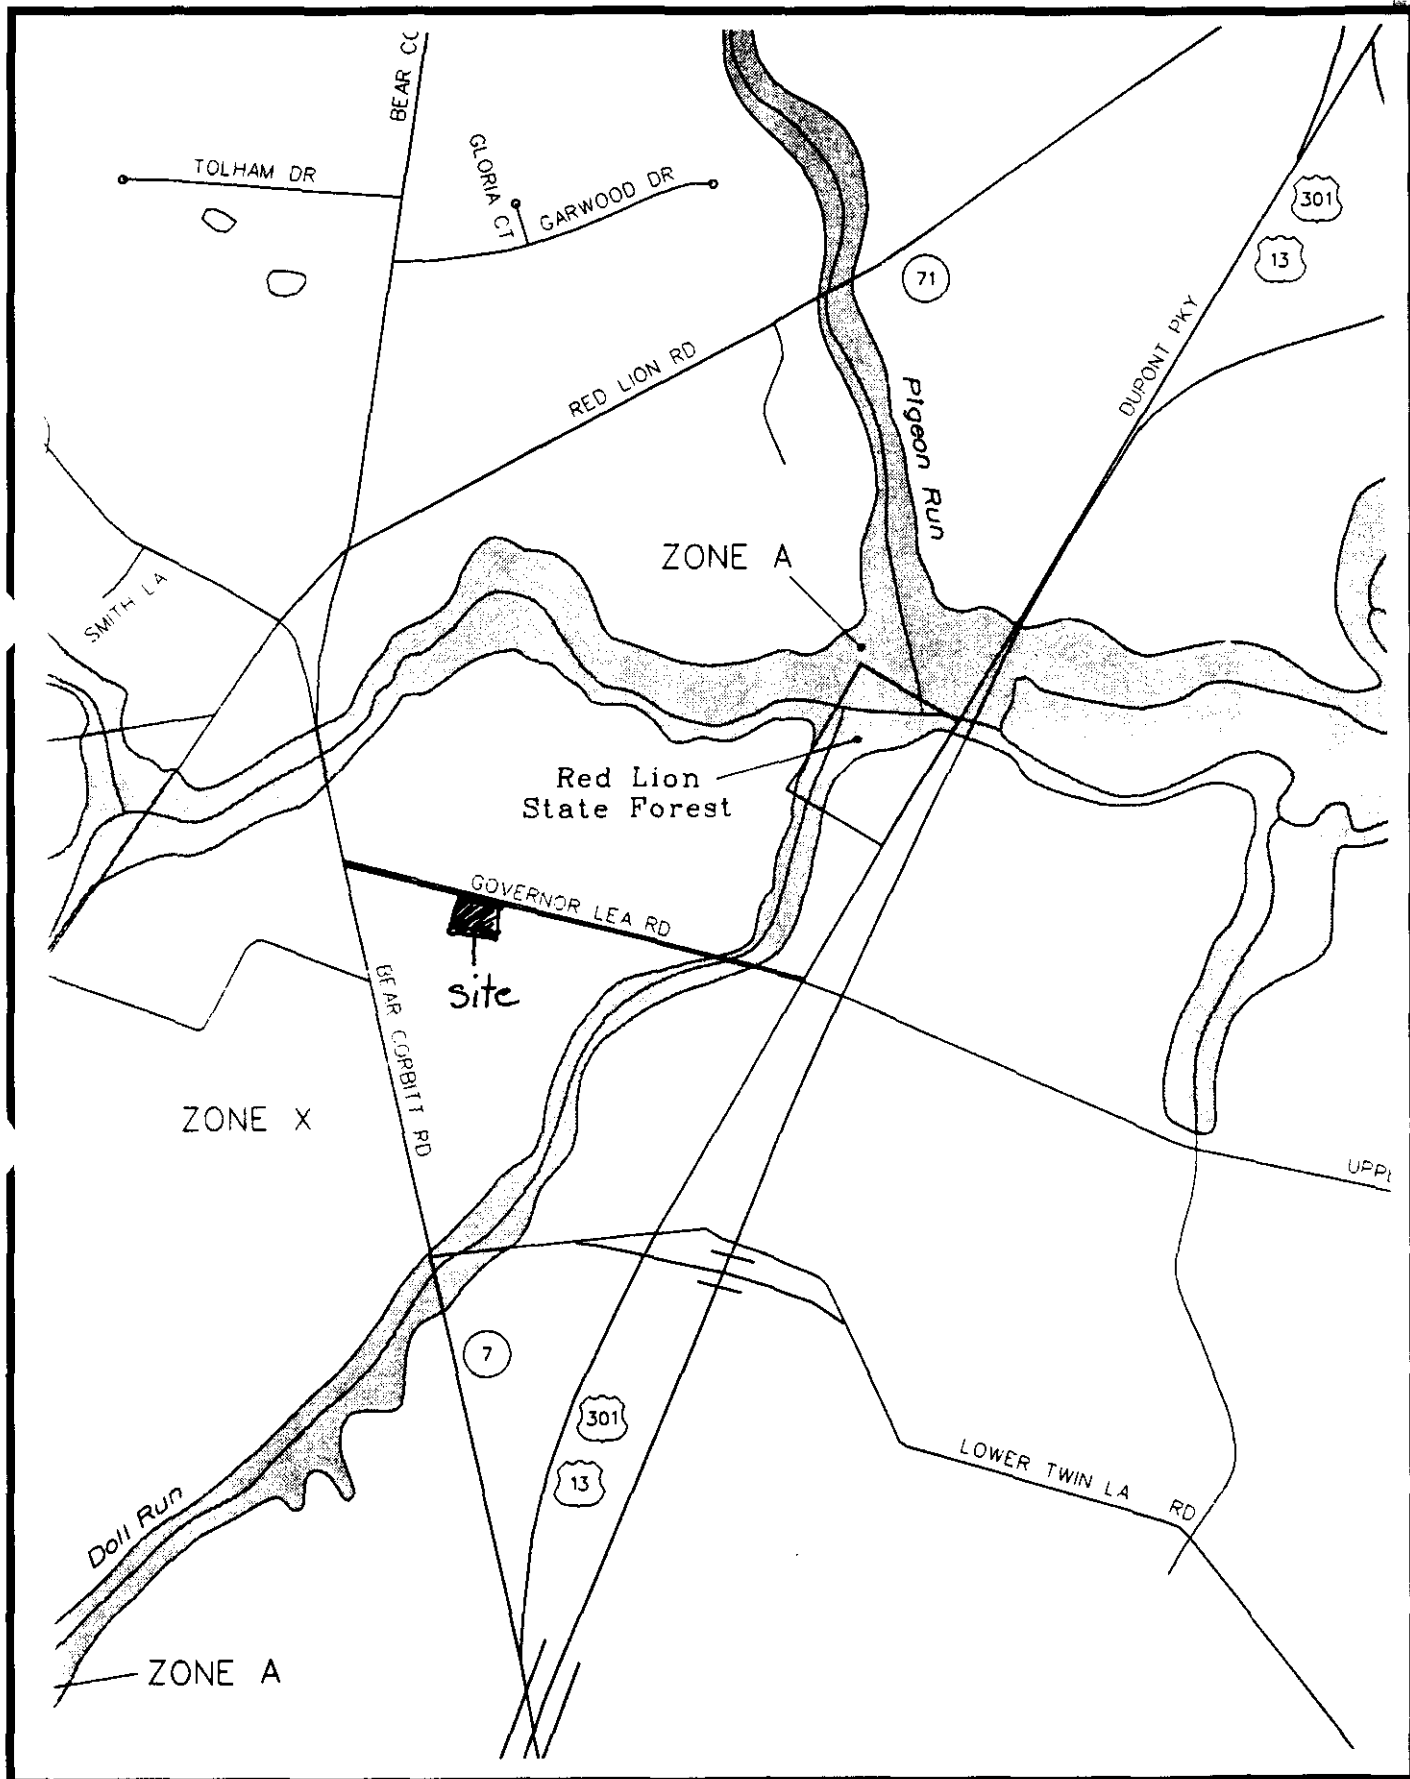 BEAR CO
TOLHAM DR
GLORIA CT
GARWOOD DR
301
13
71
DUPONT PKY
RED LION RD
Pigeon Run
ZONE A
SMITH LA
Red Lion
State Forest
GOVERNOR LEA RD
site
BEAR CORBITT RD
ZONE X
UPP
7
301
13
LOWER TWIN LA RD
Doll Run
ZONE A